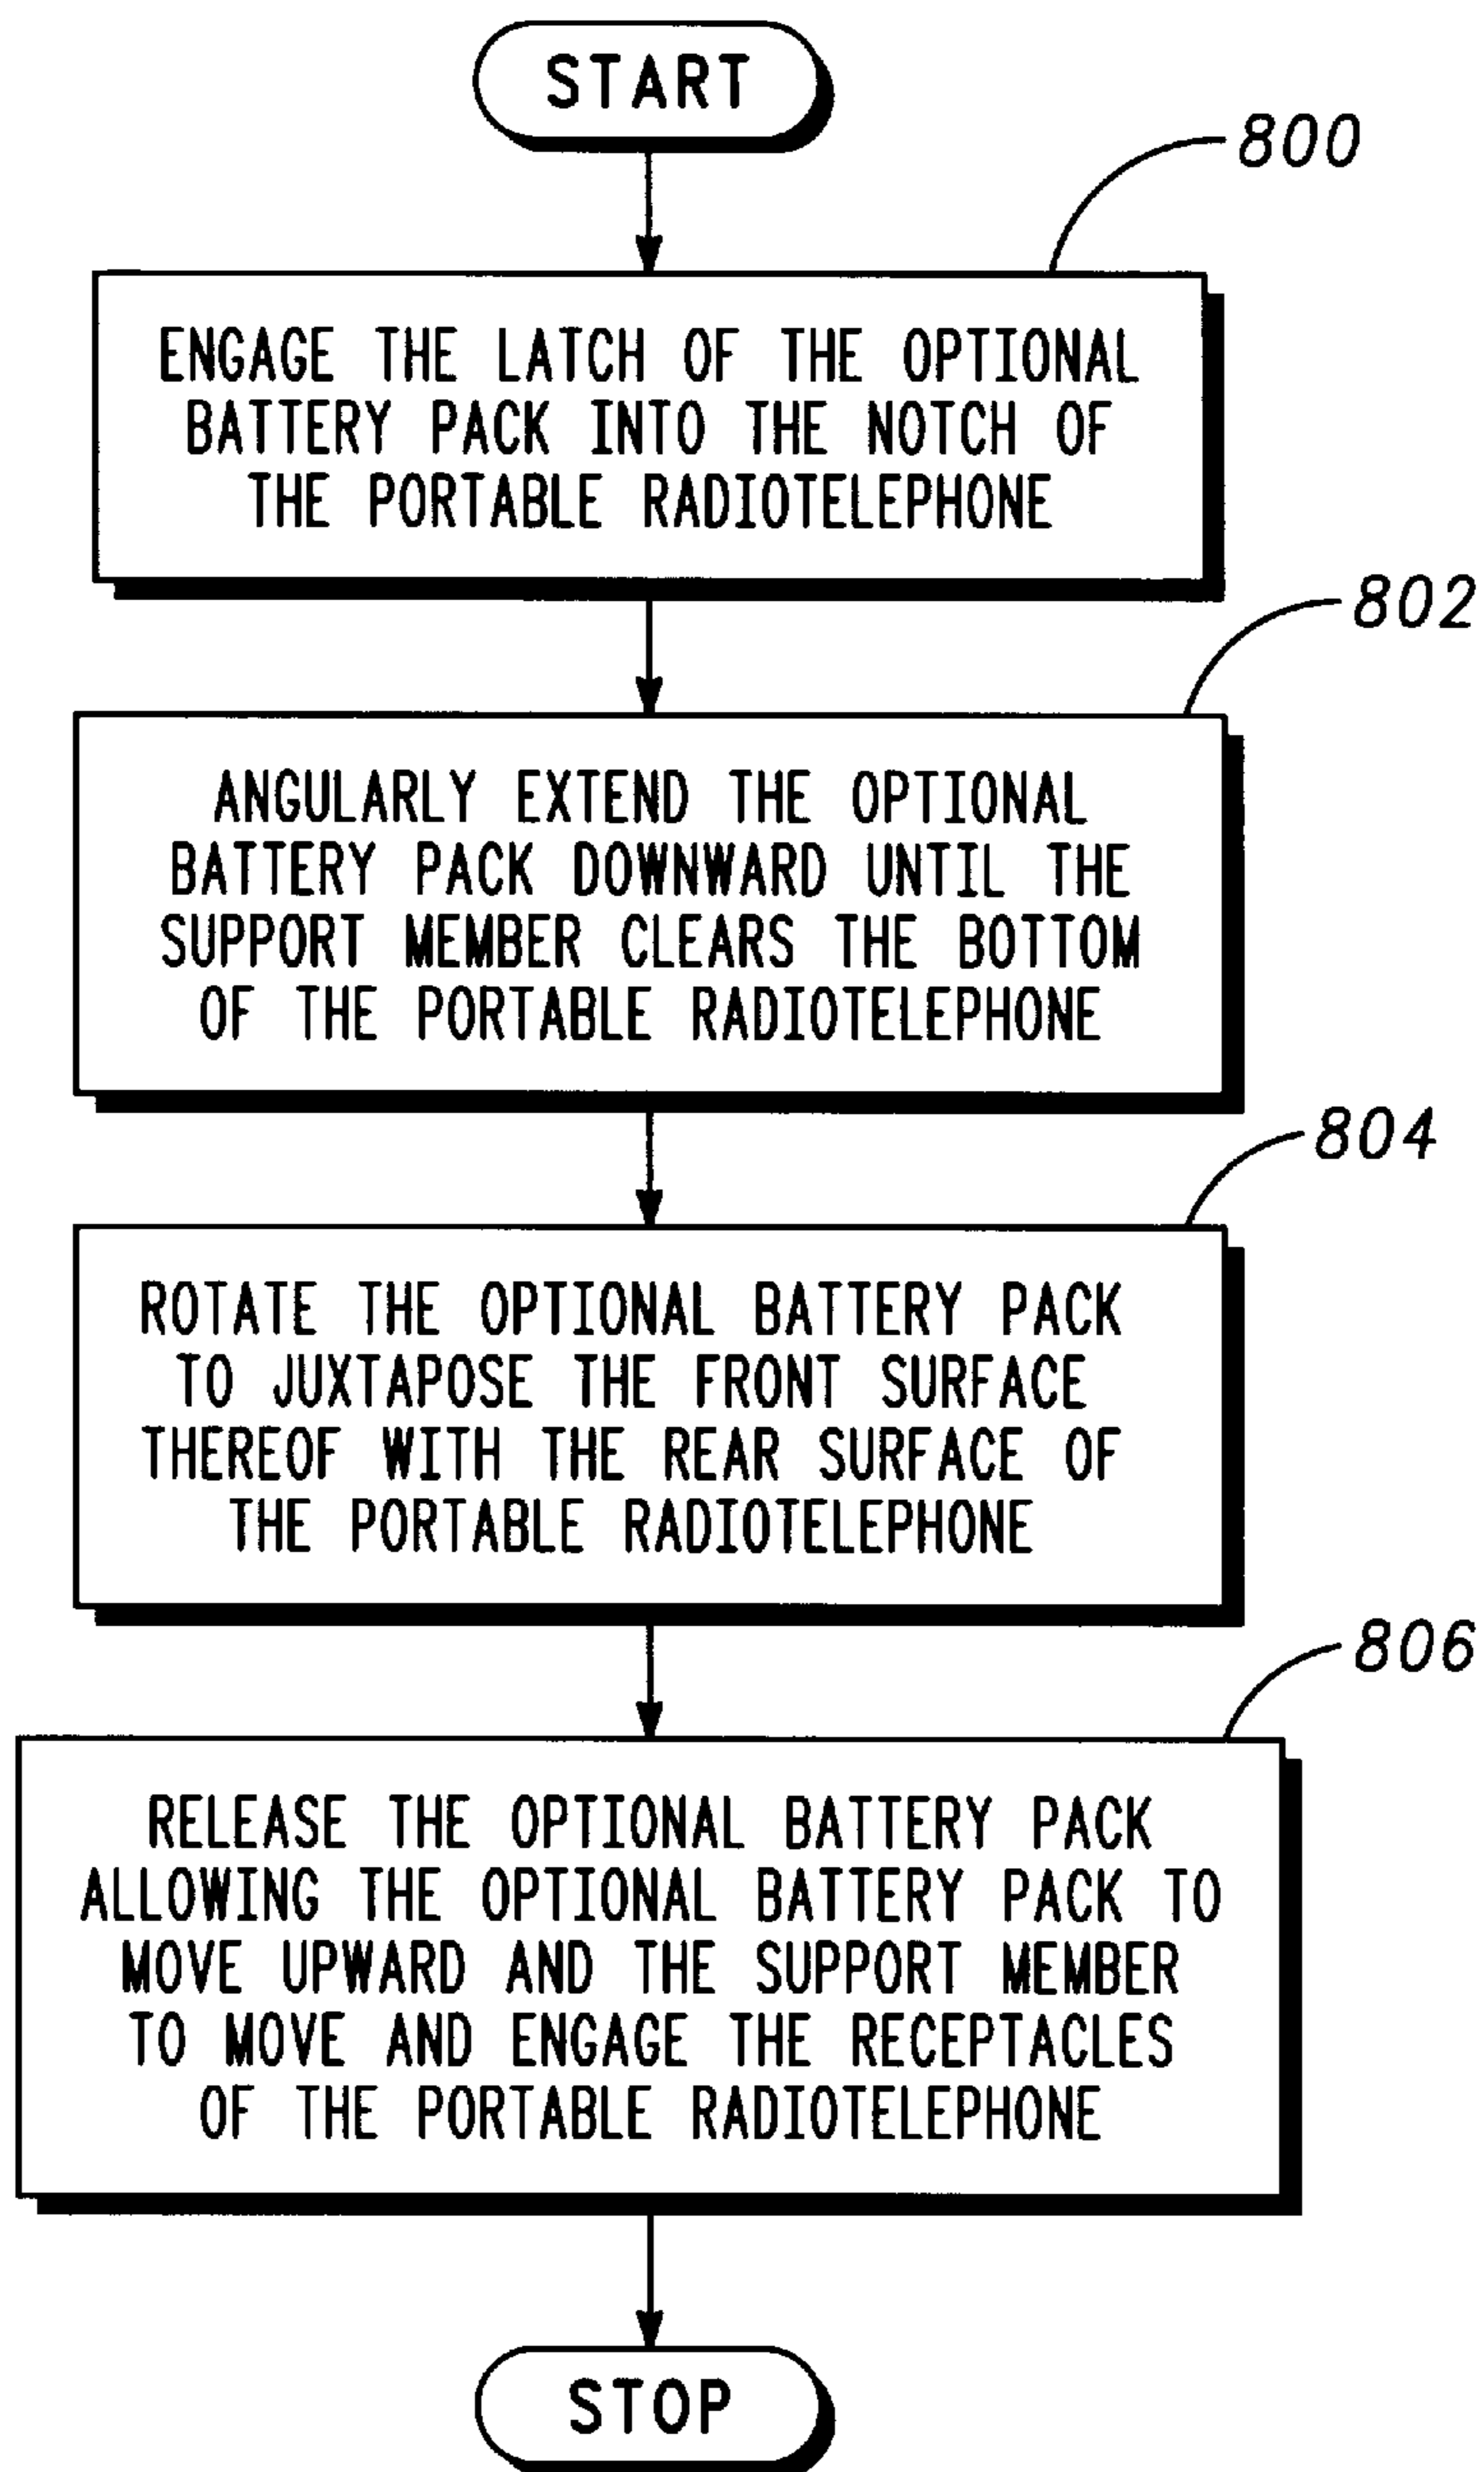 START
800
ENGAGE THE LATCH OF THE OPTIONAL
BATTERY PACK INTO THE NOTCH OF
THE PORTABLE RADIOTELEPHONE
802
ANGULARLY EXTEND THE OPTIONAL
BATTERY PACK DOWNWARD UNTIL THE
SUPPORT MEMBER CLEARS THE BOTTOM
OF THE PORTABLE RADIOTELEPHONE
804
ROTATE THE OPTIONAL BATTERY PACK
TO JUXTAPOSE THE FRONT SURFACE
THEREOF WITH THE REAR SURFACE OF
THE PORTABLE RADIOTELEPHONE
806
RELEASE THE OPTIONAL BATTERY PACK
ALLOWING THE OPTIONAL BATTERY PACK TO
MOVE UPWARD AND THE SUPPORT MEMBER
TO MOVE AND ENGAGE THE RECEPTACLES
OF THE PORTABLE RADIOTELEPHONE
STOP